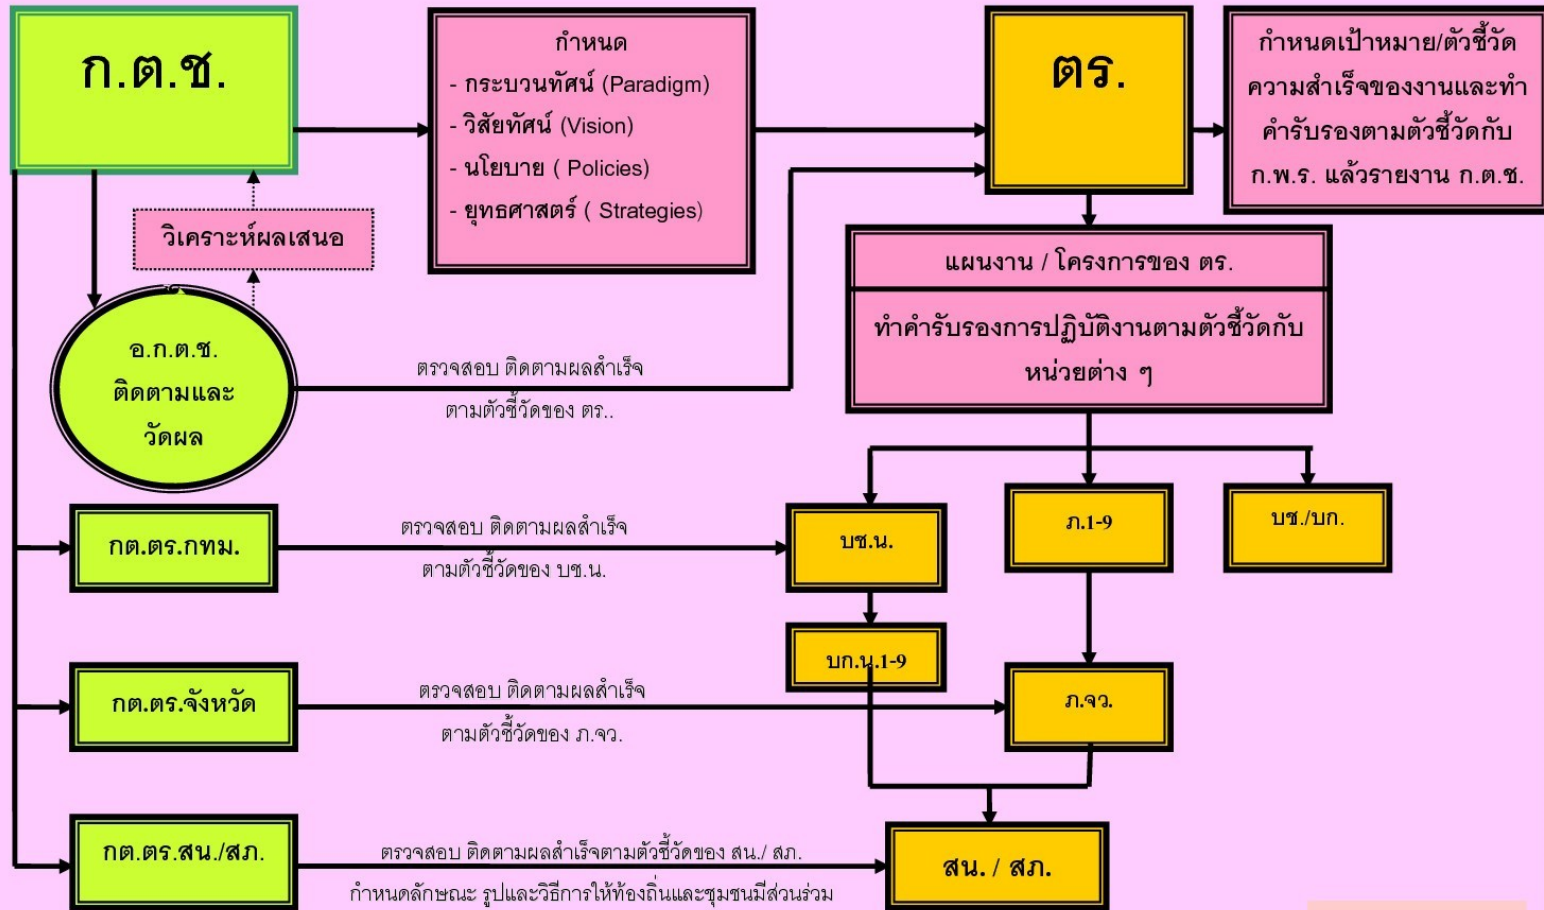 ก.ต.ช.
กำหนด
- กระบวนทัศน์ (Paradigm)
- วิสัยทัศน์ (Vision)
- นโยบาย ( Policies)
- ยุทธศาสตร์ ( Strategies)
ตร.
กำหนดเป้าหมาย/ตัวชี้วัด
ความสำเร็จของงานและทำ
คำรับรองตามตัวชี้วัดกับ
ก.พ.ร. แล้วรายงาน ก.ต.ช.
วิเคราะห์ผลเสนอ
แผนงาน / โครงการของ ตร.
ทำคำรับรองการปฏิบัติงานตามตัวชี้วัดกับ
หน่วยต่าง ๆ
อ.ก.ต.ช.
ติดตามและ
วัดผล
ตรวจสอบ ติดตามผลสำเร็จ
ตามตัวชี้วัดของ ตร..
กต.ตร.กทม.
ตรวจสอบ ติดตามผลสำเร็จ
ตามตัวชี้วัดของ บช.น.
บช.น.
ภ.1-9
บช./บก.
บก.น.1-9
กต.ตร.จังหวัด
ตรวจสอบ ติดตามผลสำเร็จ
ตามตัวชี้วัดของ ภ.จว.
ภ.จว.
กต.ตร.สน./สภ.
ตรวจสอบ ติดตามผลสำเร็จตามตัวชี้วัดของ สน./ สภ.
กำหนดลักษณะ รูปและวิธีการให้ท้องถิ่นและชุมชนมีส่วนร่วม
สน. / สภ.